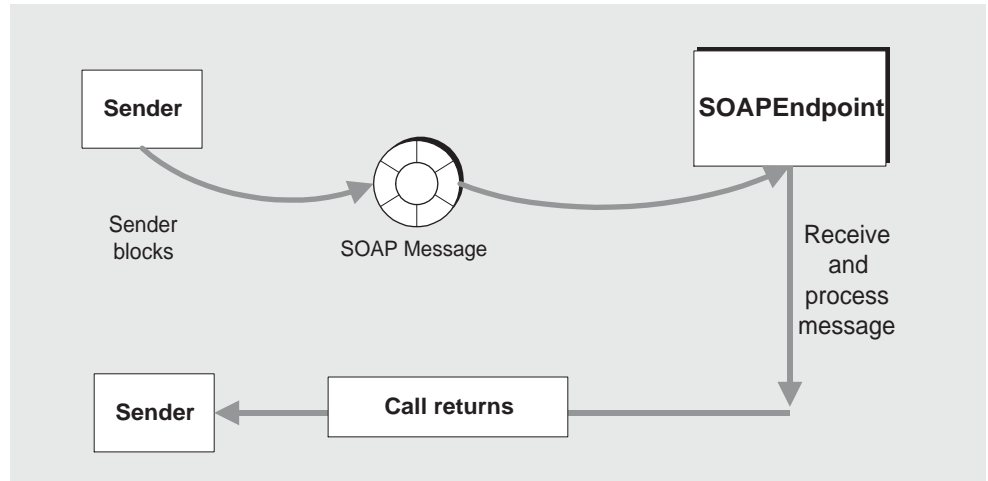 Sender
SOAPEndpoint
Sender
blocks
SOAP Message
Receive
and
process
message
Sender
Call returns